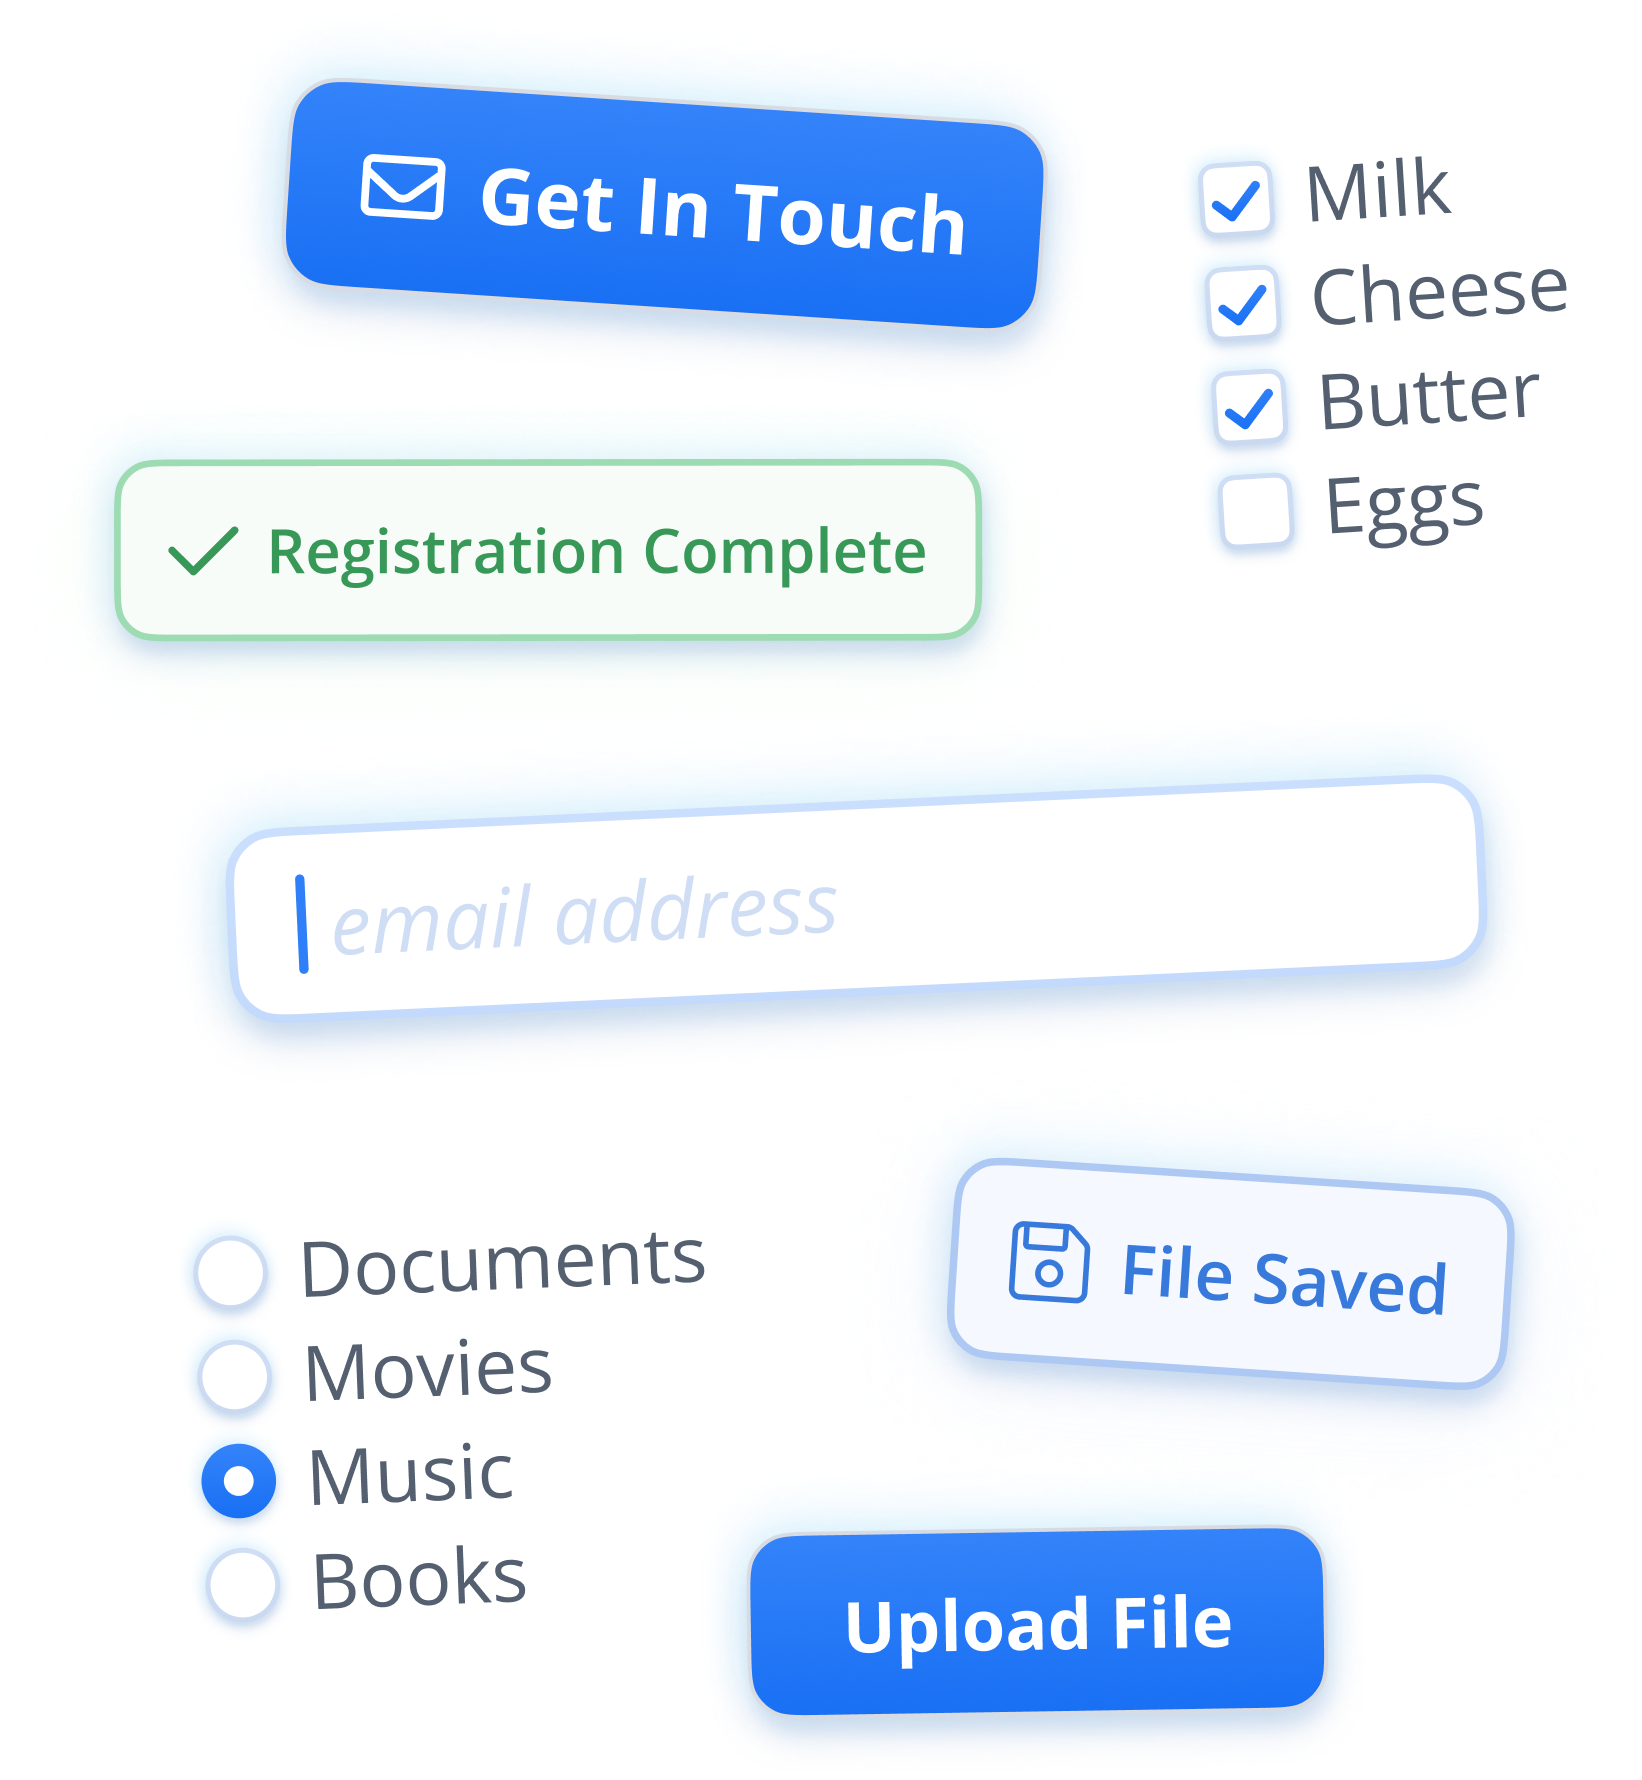 Get In Touch
Milk
Cheese
Butter
Eggs
Registration Complete
email address
Documents
Movies
Music
Books
File Saved
Upload File